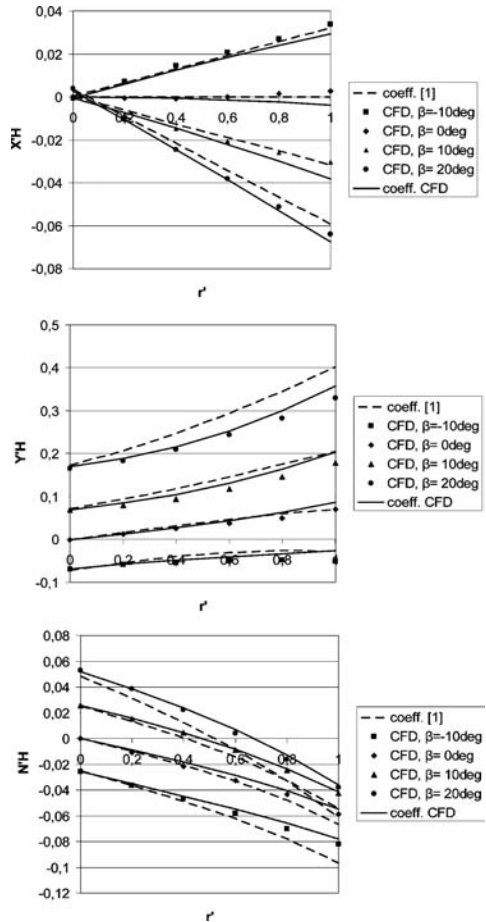 0,04
0,02
0
-0,02
-0,04
-0,06
-0,08
X'H
0 0,2 0,4 0,6 0,8 1
r'
coeff. [1]
CFD, β=-10deg
CFD, β= 0deg
CFD, β= 10deg
CFD, β= 20deg
coeff. CFD
0,5
0,4
0,3
0,2
0,1
0
-0,1
Y'H
0 0,2 0,4 0,6 0,8 1
r'
coeff. [1]
CFD, β=-10deg
CFD, β= 0deg
CFD, β= 10deg
CFD, β= 20deg
coeff. CFD
0,08
0,06
0,04
0,02
0
-0,02
-0,04
-0,06
-0,08
-0,1
-0,12
N'H
0 0,2 0,4 0,6 0,8 1
r'
coeff. [1]
CFD, β=-10deg
CFD, β= 0deg
CFD, β= 10deg
CFD, β= 20deg
coeff. CFD